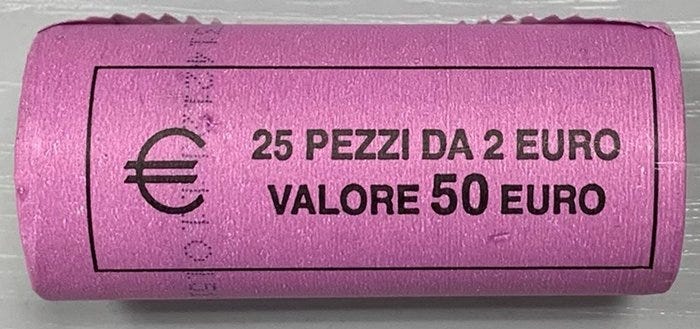 € 25 PEZZI DA 2 EURO
VALORE 50 EURO